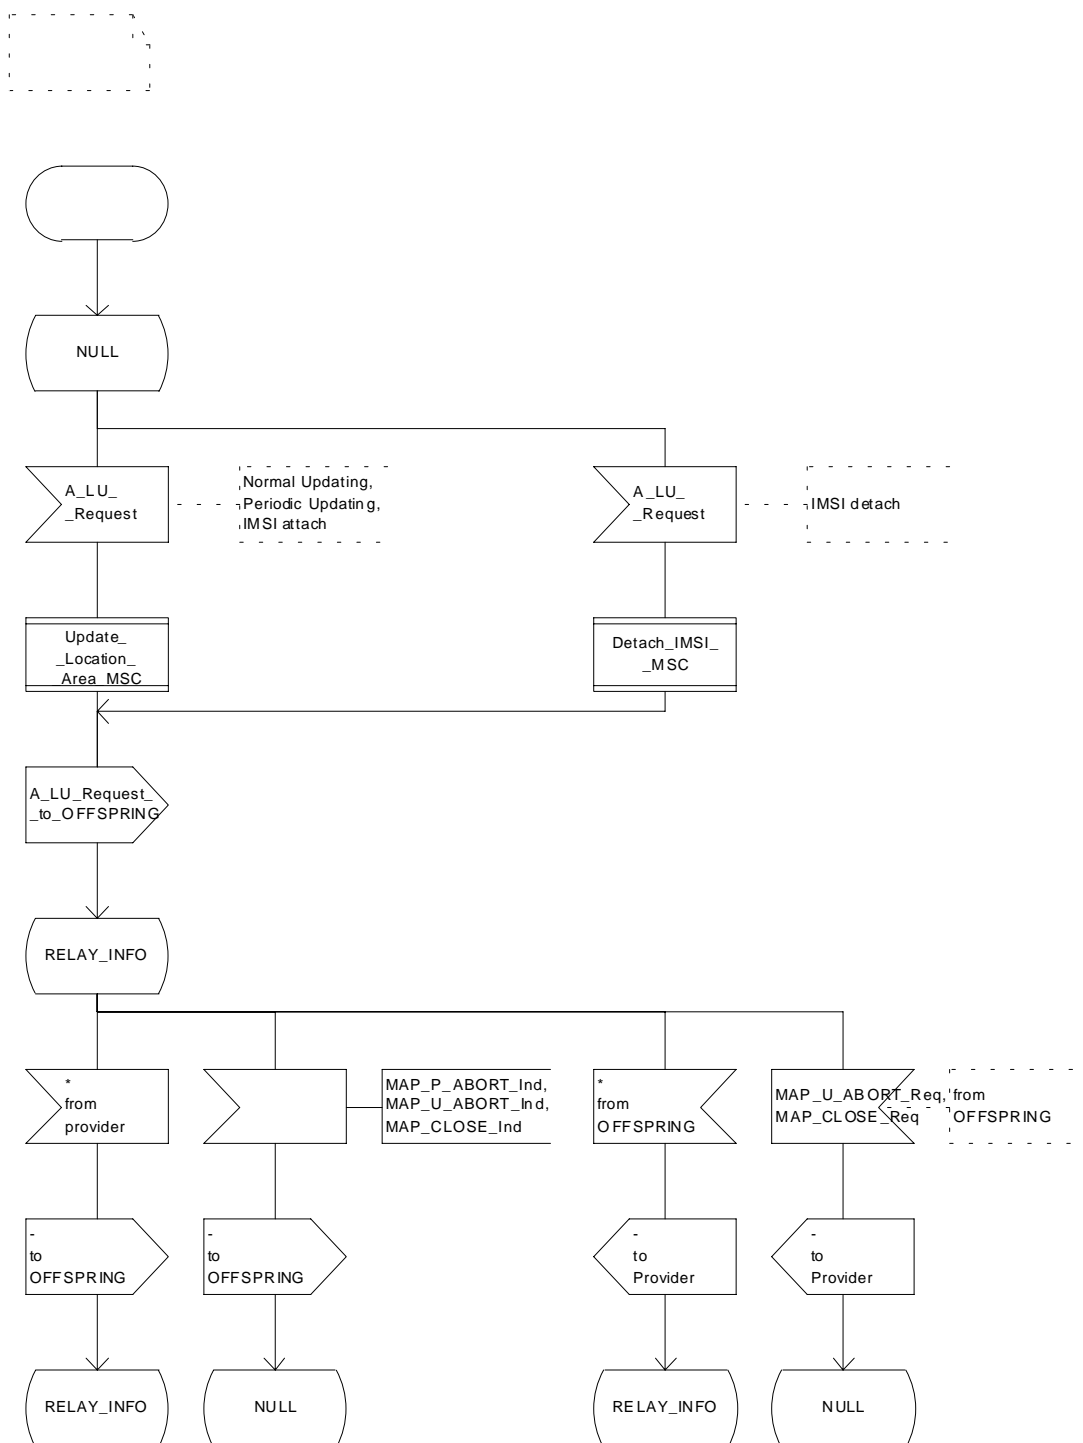 NULL
A_LU_
_Request
Normal Updating,
Periodic Updating,
IMSI attach
A_LU_
_Request
IMSI detach
Update_
_Location_
_Area_MSC
Detach_IMSI_
_MSC
A_LU_Request_
_to_OFFSPRING
RELAY_INFO
*
from
provider
MAP_P_ABORT_Ind,
MAP_U_ABORT_Ind,
MAP_CLOSE_Ind
*
from
OFFSPRING
MAP_U_ABORT_Req,
MAP_CLOSE_Req
from
OFFSPRING
-
to
OFFSPRING
-
to
OFFSPRING
-
to
Provider
-
to
Provider
RELAY_INFO
NULL
RELAY_INFO
NULL